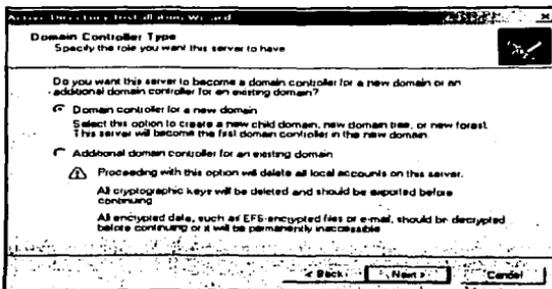 Active Directory Installation Wizard
Domain Controller Type
Specify the role you want this server to have
Do you want this server to become a domain controller for a new domain or an
additional domain controller for an existing domain?
Domain controller for a new domain
Select this option to create a new child domain, new domain tree, or new forest.
This server will become the first domain controller in the new domain.
Additional domain controller for an existing domain
Proceeding with this option will delete all local accounts on this server.
All cryptographic keys will be deleted and should be exported before
continuing
All encrypted data, such as EFS-encrypted files or e-mail, should be decrypted
before continuing or it will be permanently inaccessible
< Back
Next >
Cancel